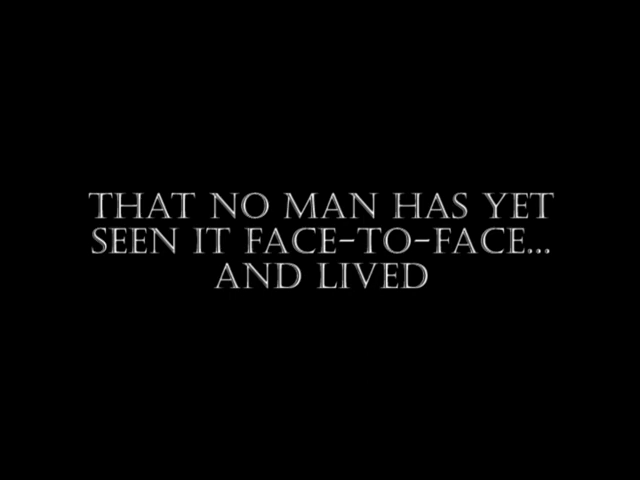 THAT NO MAN HAS YET
SEEN IT FACE-TO-FACE...
AND LIVED